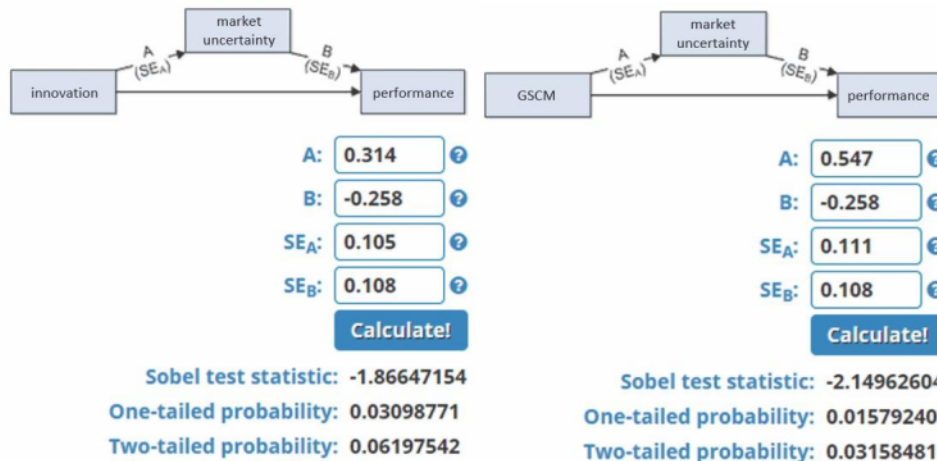 market
uncertainty
A
(SEA)
B
(SEB)
innovation
performance
A: 0.314
B: -0.258
SEA: 0.105
SEB: 0.108
Calculate!
Sobel test statistic: -1.86647154
One-tailed probability: 0.03098771
Two-tailed probability: 0.06197542
market
uncertainty
A
(SEA)
B
(SEB)
GSCM
performance
A: 0.547
B: -0.258
SEA: 0.111
SEB: 0.108
Calculate!
Sobel test statistic: -2.14962604
One-tailed probability: 0.01579240
Two-tailed probability: 0.03158481